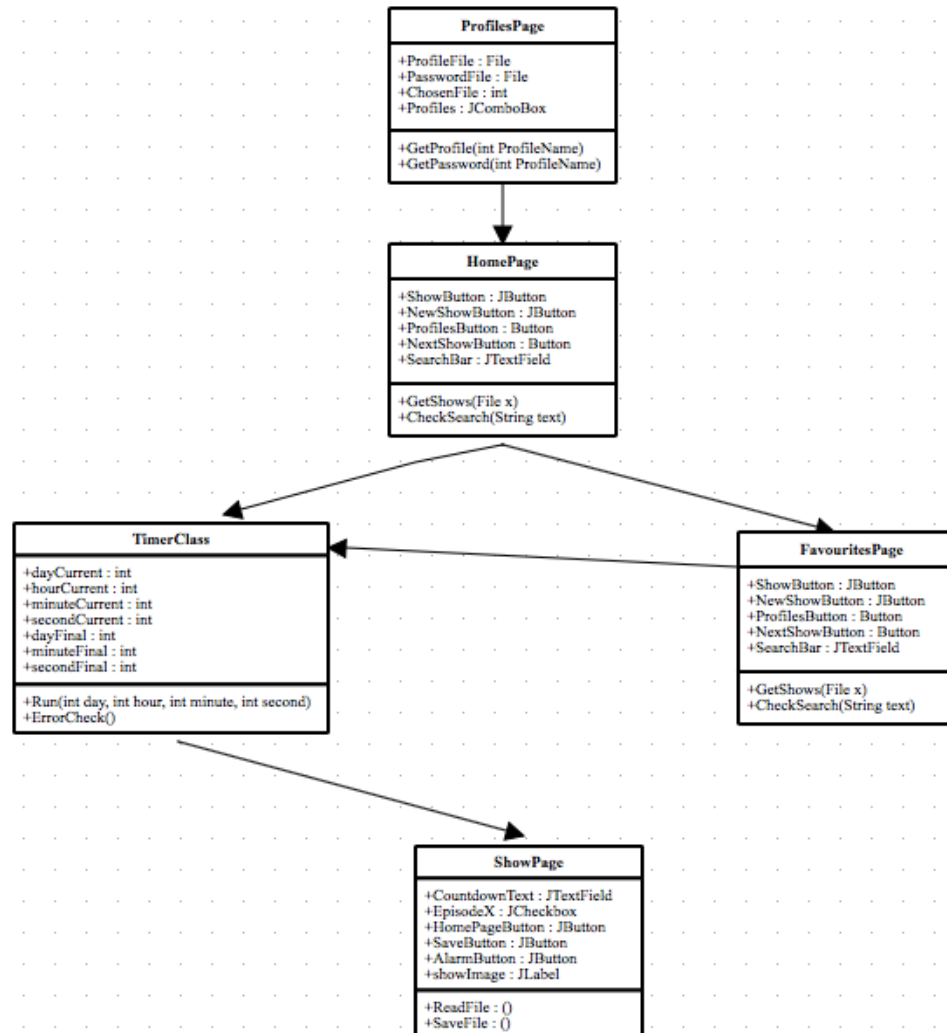 ProfilesPage
+ProfileFile : File
+PasswordFile : File
+ChosenFile : int
+Profiles : JComboBox
+GetProfile(int ProfileName)
+GetPassword(int ProfileName)
HomePage
+ShowButton : JButton
+NewShowButton : JButton
+ProfilesButton : Button
+NextShowButton : Button
+SearchBar : JTextField
+GetShows(File x)
+CheckSearch(String text)
TimerClass
+dayCurrent : int
+hourCurrent : int
+minuteCurrent : int
+secondCurrent : int
+dayFinal : int
+minuteFinal : int
+secondFinal : int
+Run(int day, int hour, int minute, int second)
+ErrorCheck()
FavouritesPage
+ShowButton : JButton
+NewShowButton : JButton
+ProfilesButton : Button
+NextShowButton : Button
+SearchBar : JTextField
+GetShows(File x)
+CheckSearch(String text)
ShowPage
+CountdownText : JTextField
+EpisodeX : JCheckbox
+HomePageButton : JButton
+SaveButton : JButton
+AlarmButton : JButton
+showImage : JLabel
+ReadFile : ()
+SaveFile : ()